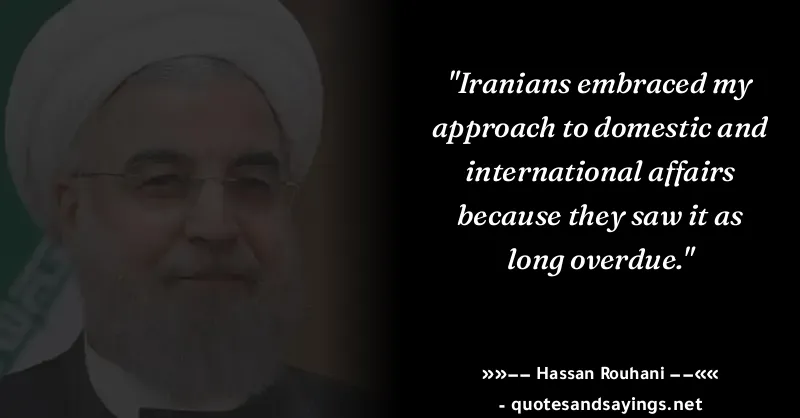 "Iranians embraced my
approach to domestic and
international affairs
because they saw it as
long overdue."
»»−− Hassan Rouhani −−««
- quotesandsayings.net